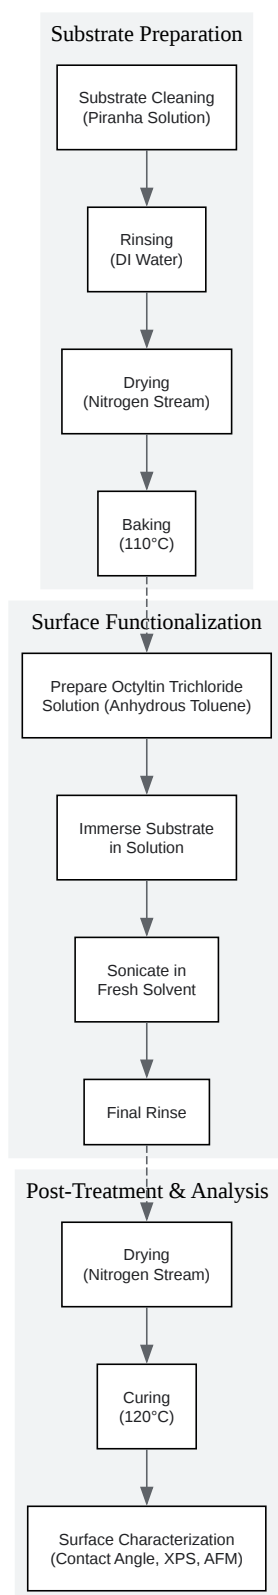 Substrate Preparation
Substrate Cleaning
(Piranha Solution)
Rinsing
(DI Water)
Drying
(Nitrogen Stream)
Baking
(110°C)
Surface Functionalization
Prepare Octyltin Trichloride
Solution (Anhydrous Toluene)
Immerse Substrate
in Solution
Sonicate in
Fresh Solvent
Final Rinse
Post-Treatment & Analysis
Drying
(Nitrogen Stream)
Curing
(120°C)
Surface Characterization
(Contact Angle, XPS, AFM)